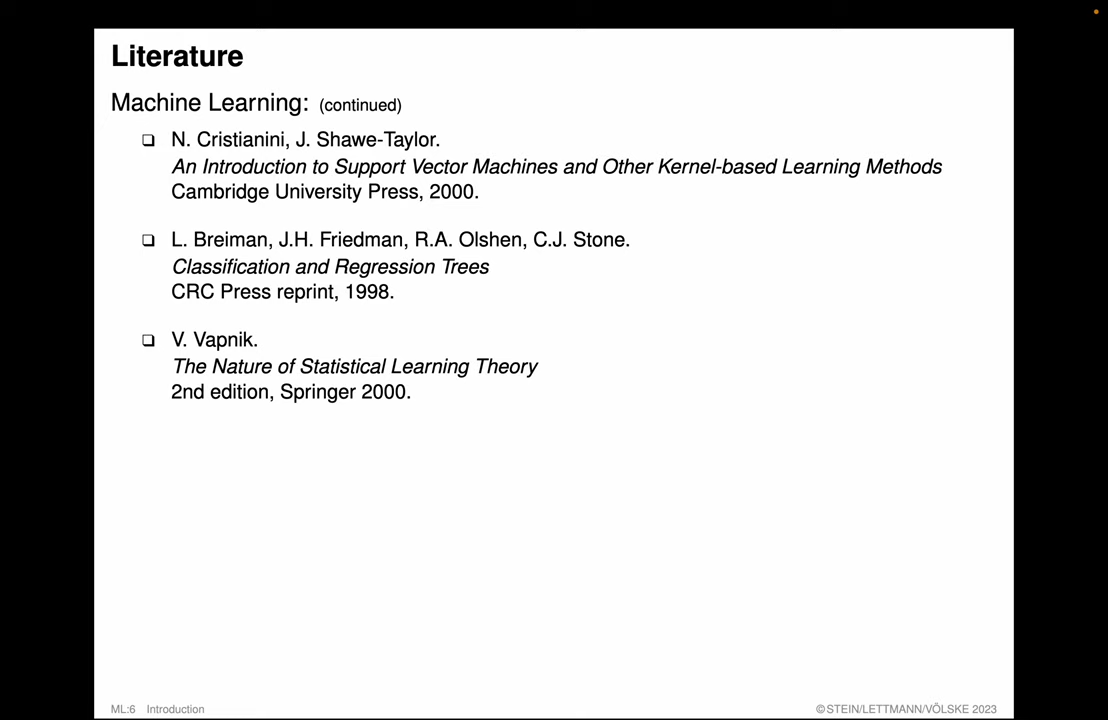 Literature
Machine Learning: (continued)
❑ N. Cristianini, J. Shawe-Taylor.
An Introduction to Support Vector Machines and Other Kernel-based Learning Methods
Cambridge University Press, 2000.
❑ L. Breiman, J.H. Friedman, R.A. Olshen, C.J. Stone.
Classification and Regression Trees
CRC Press reprint, 1998.
❑ V. Vapnik.
The Nature of Statistical Learning Theory
2nd edition, Springer 2000.
ML:6 Introduction
©STEIN/LETTMANN/VÖLSKE 2023